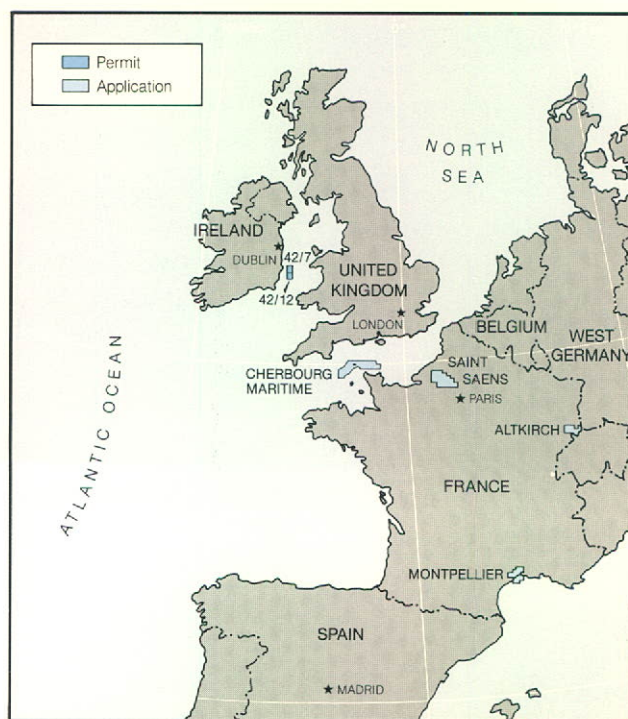 Permit
Application
NORTH
SEA
IRELAND
DUBLIN
42/7
42/12
UNITED
KINGDOM
LONDON
BELGIUM
WEST
GERMANY
CHERBOURG
MARITIME
SAINT
SAENS
PARIS
ALTKIRCH
ATLANTIC OCEAN
FRANCE
MONTPELLIER
SPAIN
MADRID